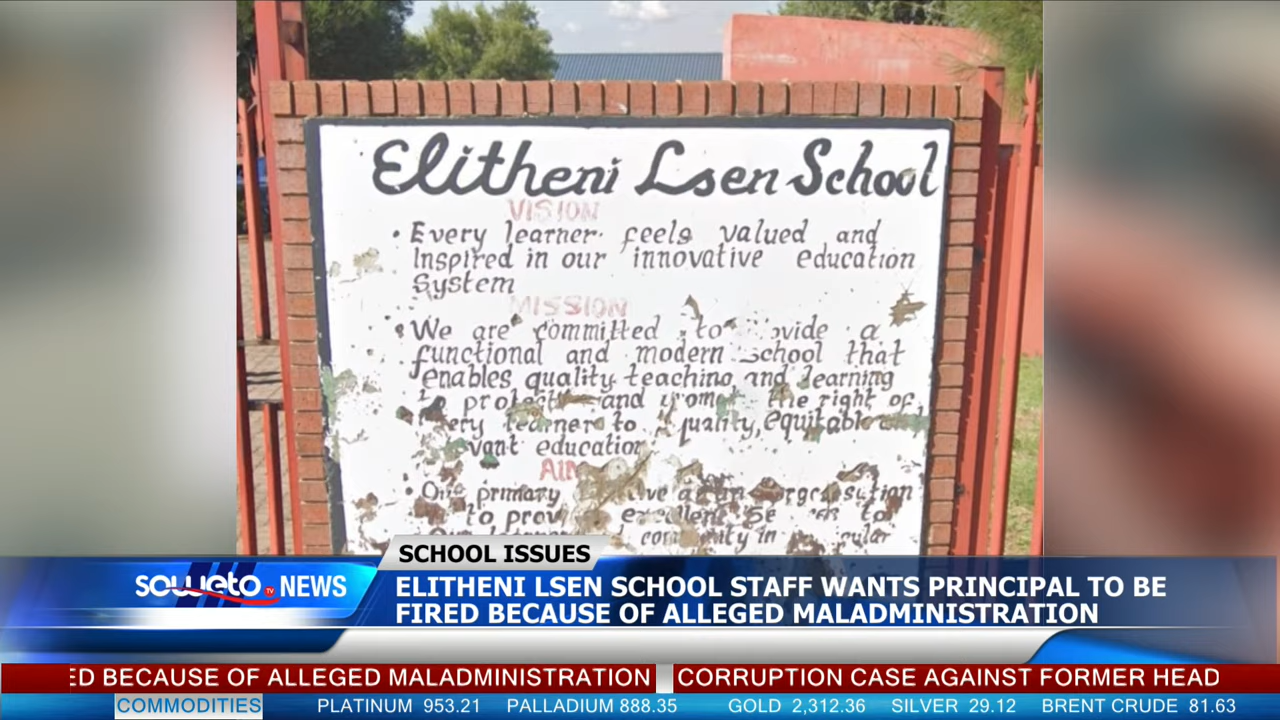 Elitheni Lsen School
VISION
• Every learner feels valued and
Inspired in our innovative education
System
MISSION
• We are committed to a
functional and modern School that
enables quality teaching and learning
and the right of
learner to quality, equitable
education
primary
to
in
SCHOOL ISSUES
soweto TV NEWS
ELITHENI LSEN SCHOOL STAFF WANTS PRINCIPAL TO BE
FIRED BECAUSE OF ALLEGED MALADMINISTRATION
ED BECAUSE OF ALLEGED MALADMINISTRATION CORRUPTION CASE AGAINST FORMER HEAD
COMMODITIES PLATINUM 953.21 PALLADIUM 888.35 GOLD 2,312.36 SILVER 29.12 BRENT CRUDE 81.63